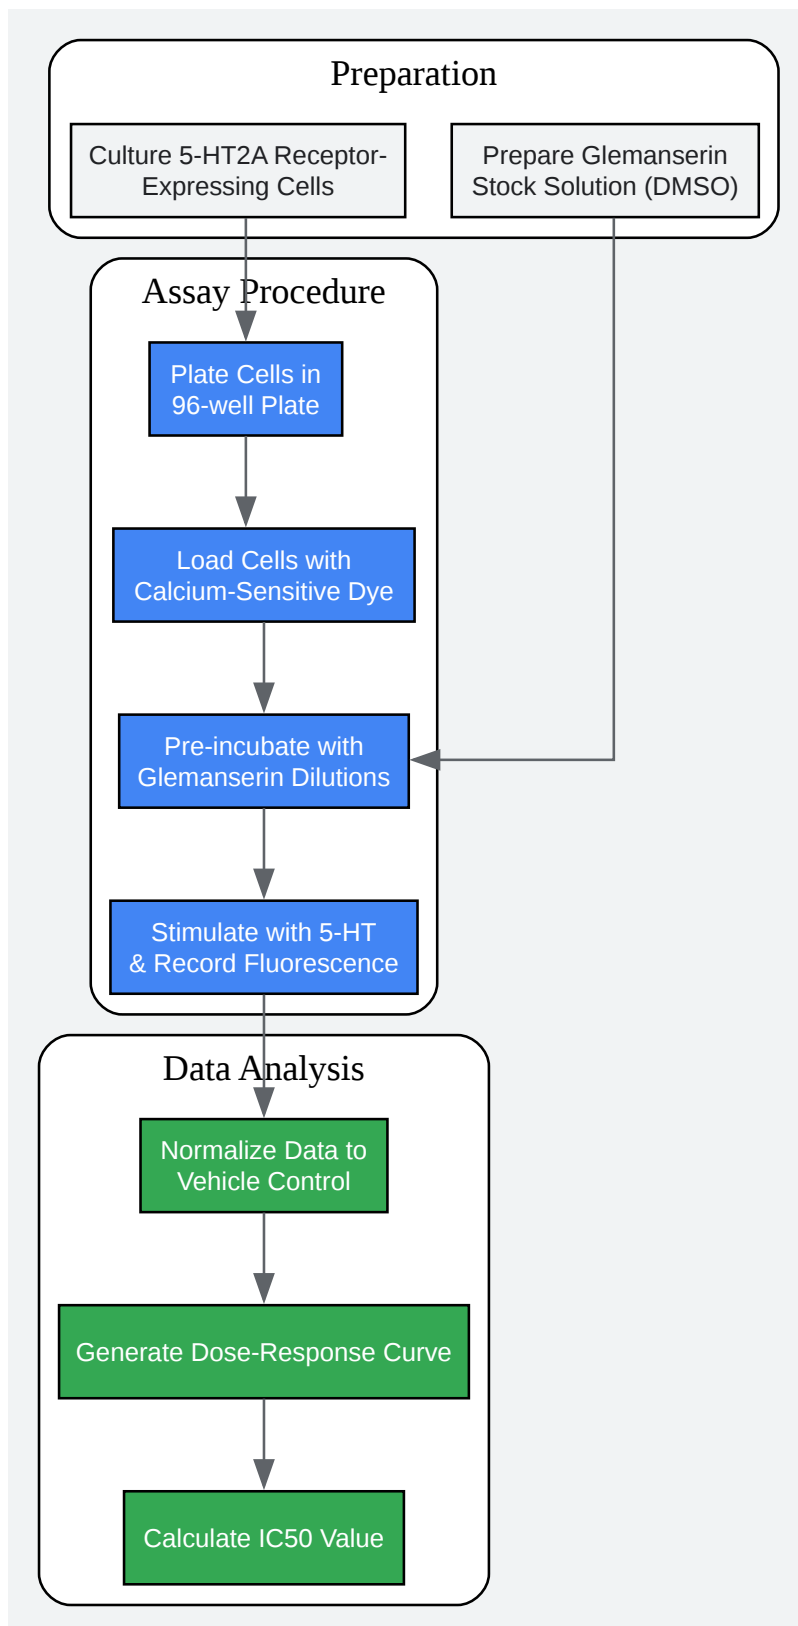 Preparation
Culture 5-HT2A Receptor-
Expressing Cells
Prepare Glemanserin
Stock Solution (DMSO)
Assay Procedure
Plate Cells in
96-well Plate
Load Cells with
Calcium-Sensitive Dye
Pre-incubate with
Glemanserin Dilutions
Stimulate with 5-HT
& Record Fluorescence
Data Analysis
Normalize Data to
Vehicle Control
Generate Dose-Response Curve
Calculate IC50 Value